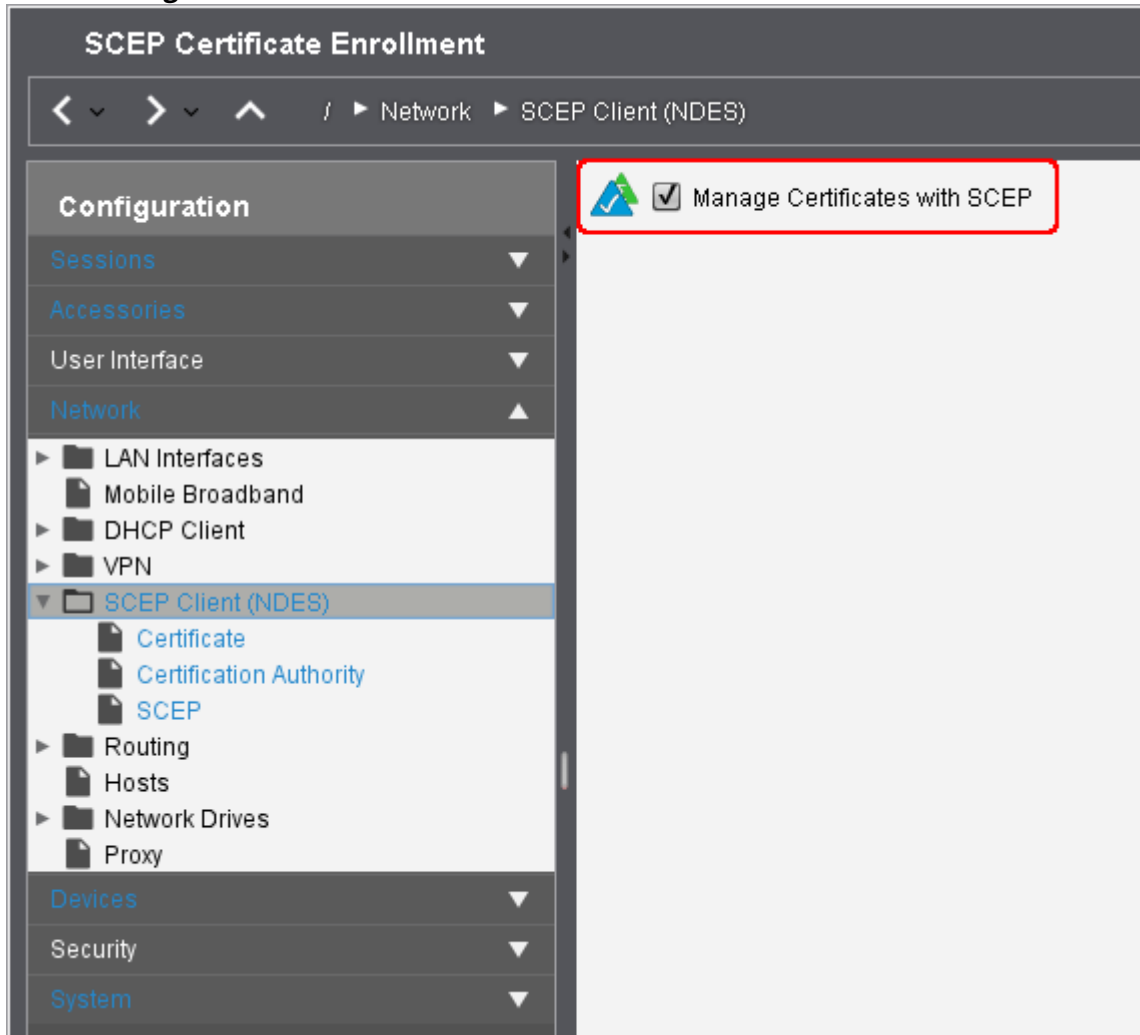 SCEP Certificate Enrollment
/ ► Network ► SCEP Client (NDES)
Configuration
Manage Certificates with SCEP
Sessions
Accessories
User Interface
Network
LAN Interfaces
Mobile Broadband
DHCP Client
VPN
SCEP Client (NDES)
Certificate
Certification Authority
SCEP
Routing
Hosts
Network Drives
Proxy
Devices
Security
System